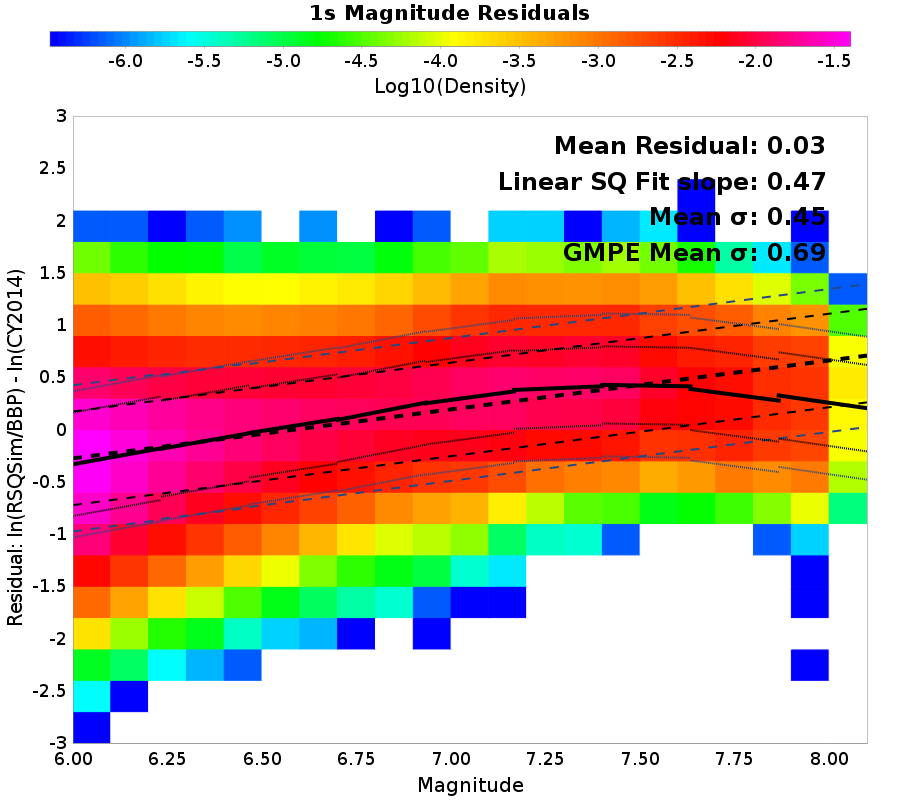 1s Magnitude Residuals
-6.0 -5.5 -5.0 -4.5 -4.0 -3.5 -3.0 -2.5 -2.0 -1.5
Log10(Density)
Mean Residual: 0.03
Linear SQ Fit slope: 0.47
Mean σ: 0.45
GMPE Mean σ: 0.69
Residual: ln(RSQSim/BBP) - ln(CY2014)
3
2.5
2
1.5
1
0.5
0
-0.5
-1
-1.5
-2
-2.5
-3
6.00 6.25 6.50 6.75 7.00 7.25 7.50 7.75 8.00
Magnitude